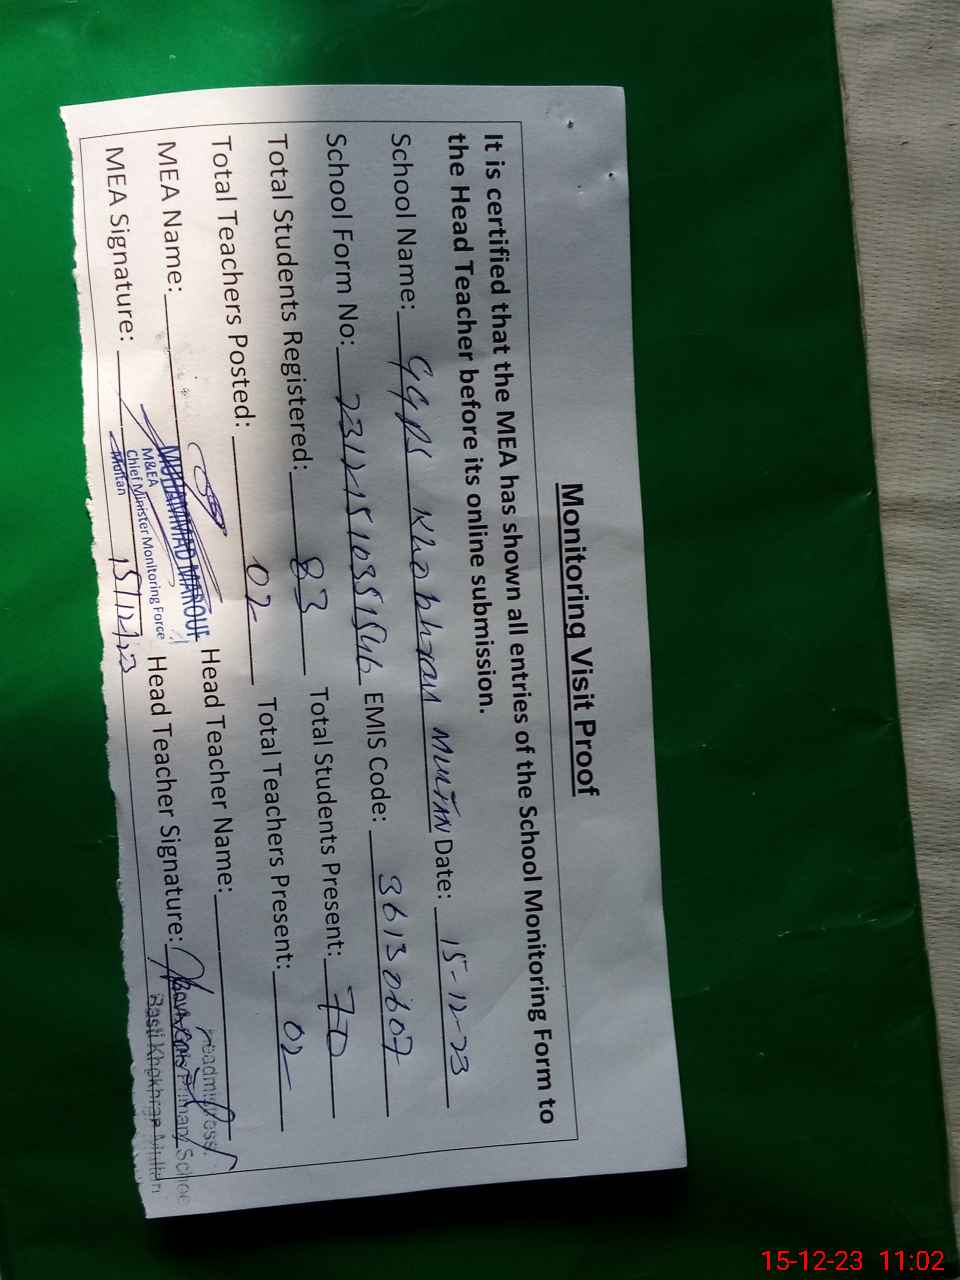 Monitoring Visit Proof
It is certified that the MEA has shown all entries of the School Monitoring Form to
the Head Teacher before its online submission.
School Name: GGPS Khokhran MULTAN Date: 15-12-23
School Form No: EMIS Code: 36130607
Total Students Registered: 83 Total Students Present: 70
Total Teachers Posted: 02 Total Teachers Present: 02
MEA Name: MUHAMMAD MAROUF Head Teacher Name: Headmistress
M&EA
Chief Minister Monitoring Force
Multan
MEA Signature: 15/12/23 Head Teacher Signature: Primary School
Basti Khokhran Multan
15-12-23 11:02